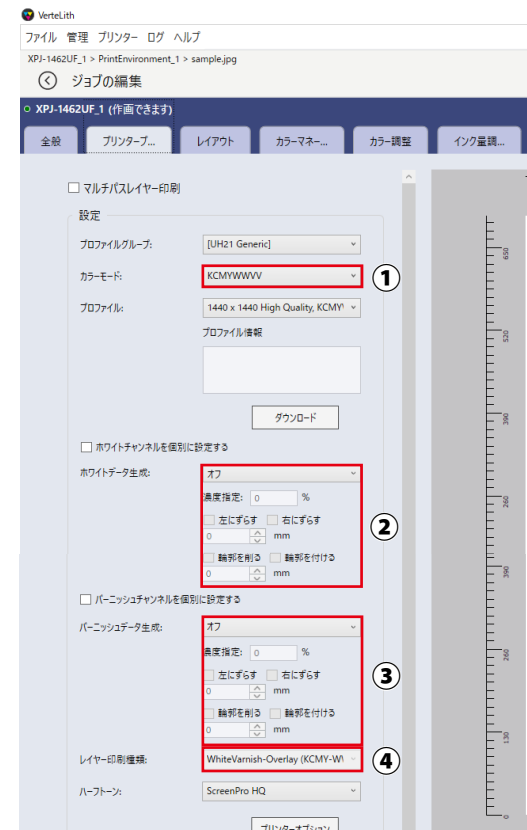 VerteLith
ファイル 管理 プリンター ログ ヘルプ
XPJ-1462UF_1 > PrintEnvironment_1 > sample.jpg
ジョブの編集
XPJ-1462UF_1 (作画できます)
全般 プリンタープ... レイアウト カラーマネー... カラー調整 インク量調...
マルチパスレイヤー印刷
設定
プロファイルグループ: [UH21 Generic]
カラーモード: KCMYWWVV ①
プロファイル: 1440 x 1440 High Quality, KCMY
プロファイル情報
ダウンロード
ホワイトチャンネルを個別に設定する
ホワイトデータ生成: オフ
濃度指定: 0 %
左にずらす 右にずらす
0 mm
輪郭を削る 輪郭を付ける
0 mm
②
バーニッシュチャンネルを個別に設定する
バーニッシュデータ生成: オフ
濃度指定: 0 %
左にずらす 右にずらす
0 mm
輪郭を削る 輪郭を付ける
0 mm
③
レイヤー印刷種類: WhiteVarnish-Overlay (KCMY-W ④
ハーフトーン: ScreenPro HQ
プリンターオプション
650
520
390
260
390
260
130
0